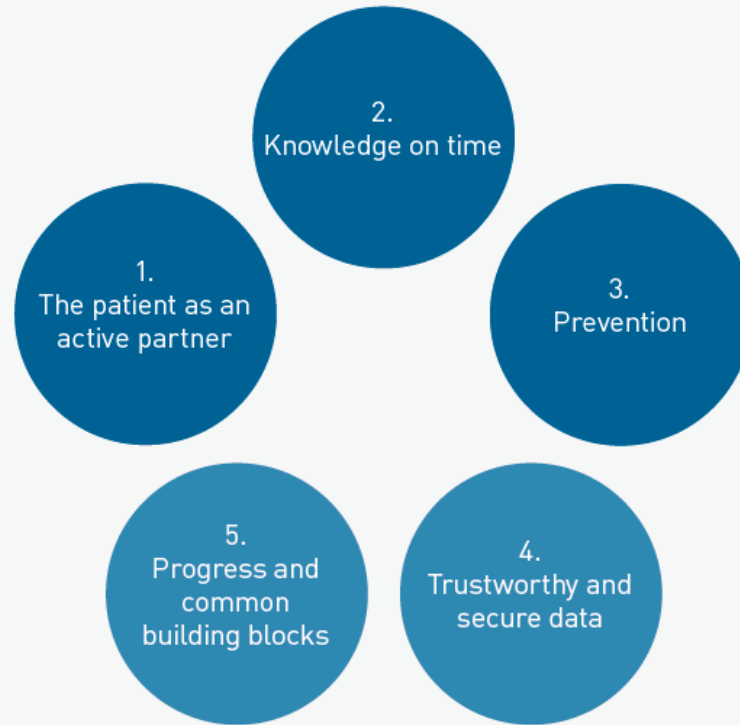 1.
The patient as an
active partner
2.
Knowledge on time
3.
Prevention
4.
Trustworthy and
secure data
5.
Progress and
common
building blocks